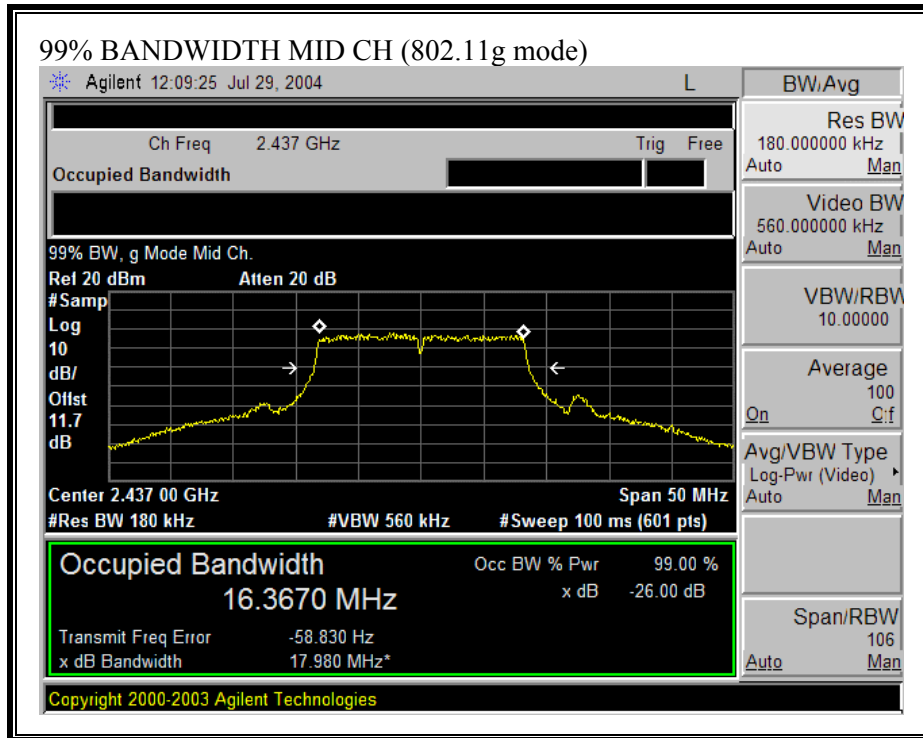 99% BANDWIDTH MID CH (802.11g mode)
Agilent 12:09:25 Jul 29, 2004 L
BW/Avg
Ch Freq 2.437 GHz Trig Free
Occupied Bandwidth
Res BW
180.000000 kHz
Auto Man
Video BW
560.000000 kHz
Auto Man
VBW/RBW
10.00000
Average
100
On Off
Avg/VBW Type
Log-Pwr (Video)
Auto Man
Span/RBW
106
Auto Man
99% BW, g Mode Mid Ch.
Ref 20 dBm Atten 20 dB
#Samp
Log
10
dB/
Offst
11.7
dB
Center 2.437 00 GHz Span 50 MHz
#Res BW 180 kHz #VBW 560 kHz #Sweep 100 ms (601 pts)
Occupied Bandwidth Occ BW % Pwr 99.00 %
16.3670 MHz x dB -26.00 dB
Transmit Freq Error -58.830 Hz
x dB Bandwidth 17.980 MHz*
Copyright 2000-2003 Agilent Technologies